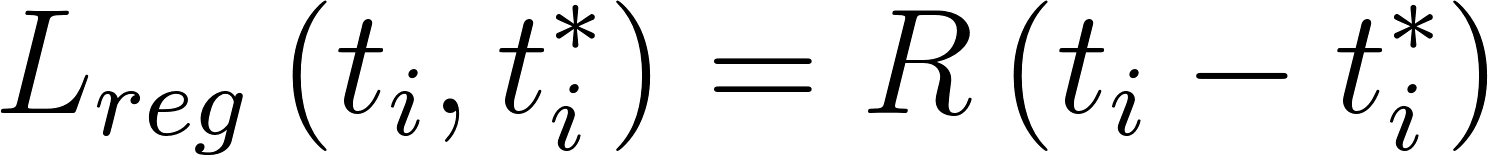 L_{reg} (t_i, t_i^*) = R (t_i − t_i^*)